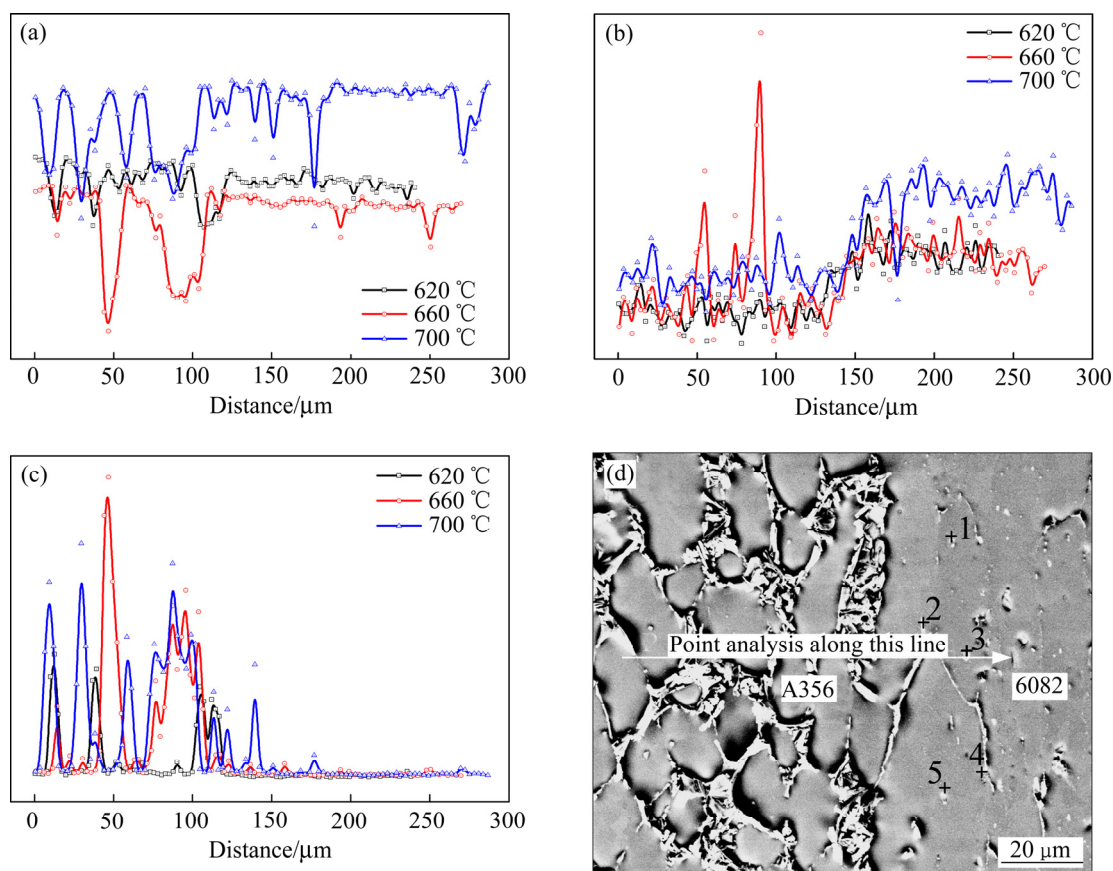 (a)
620 ℃
660 ℃
700 ℃
0 50 100 150 200 250 300
Distance/μm
(b)
620 ℃
660 ℃
700 ℃
0 50 100 150 200 250 300
Distance/μm
(c)
620 ℃
660 ℃
700 ℃
0 50 100 150 200 250 300
Distance/μm
(d)
1
2
3
Point analysis along this line
A356
6082
4
5
20 μm